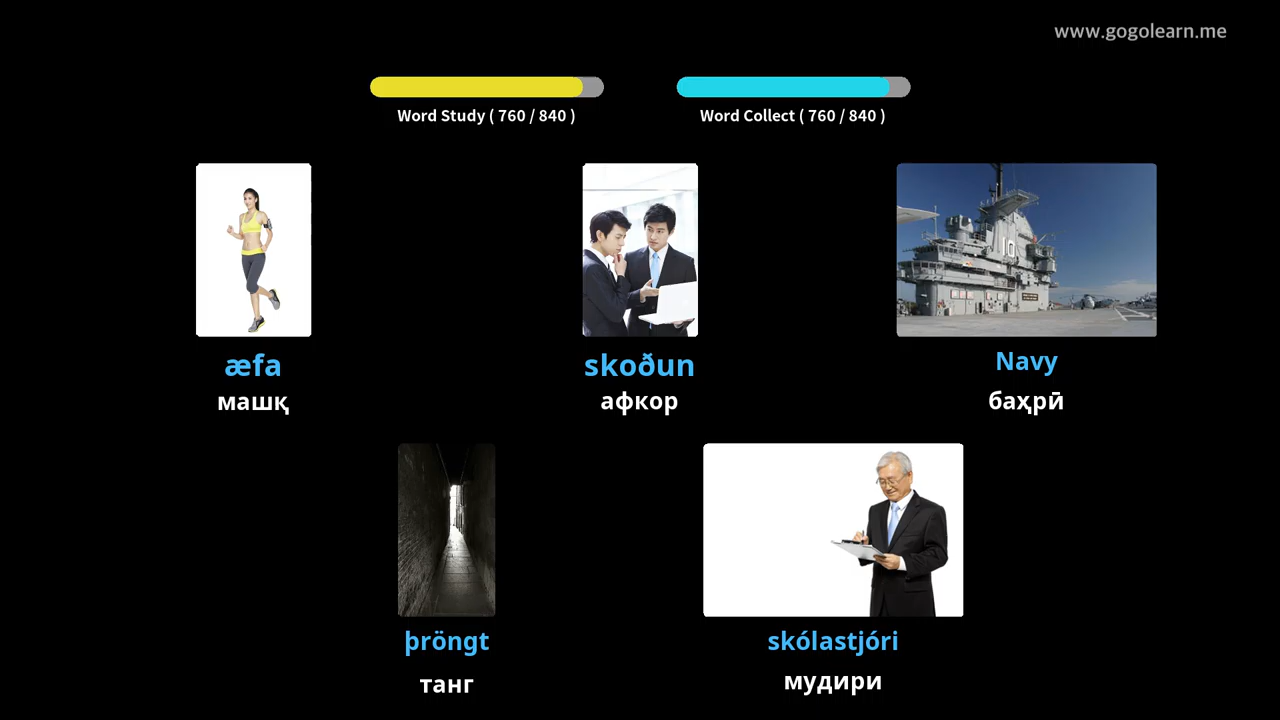 www.gogolearn.me
Word Study ( 760 / 840 )
Word Collect ( 760 / 840 )
æfa
машқ
skoðun
афкор
Navy
баҳрӣ
þröngt
танг
skólastjóri
мудири